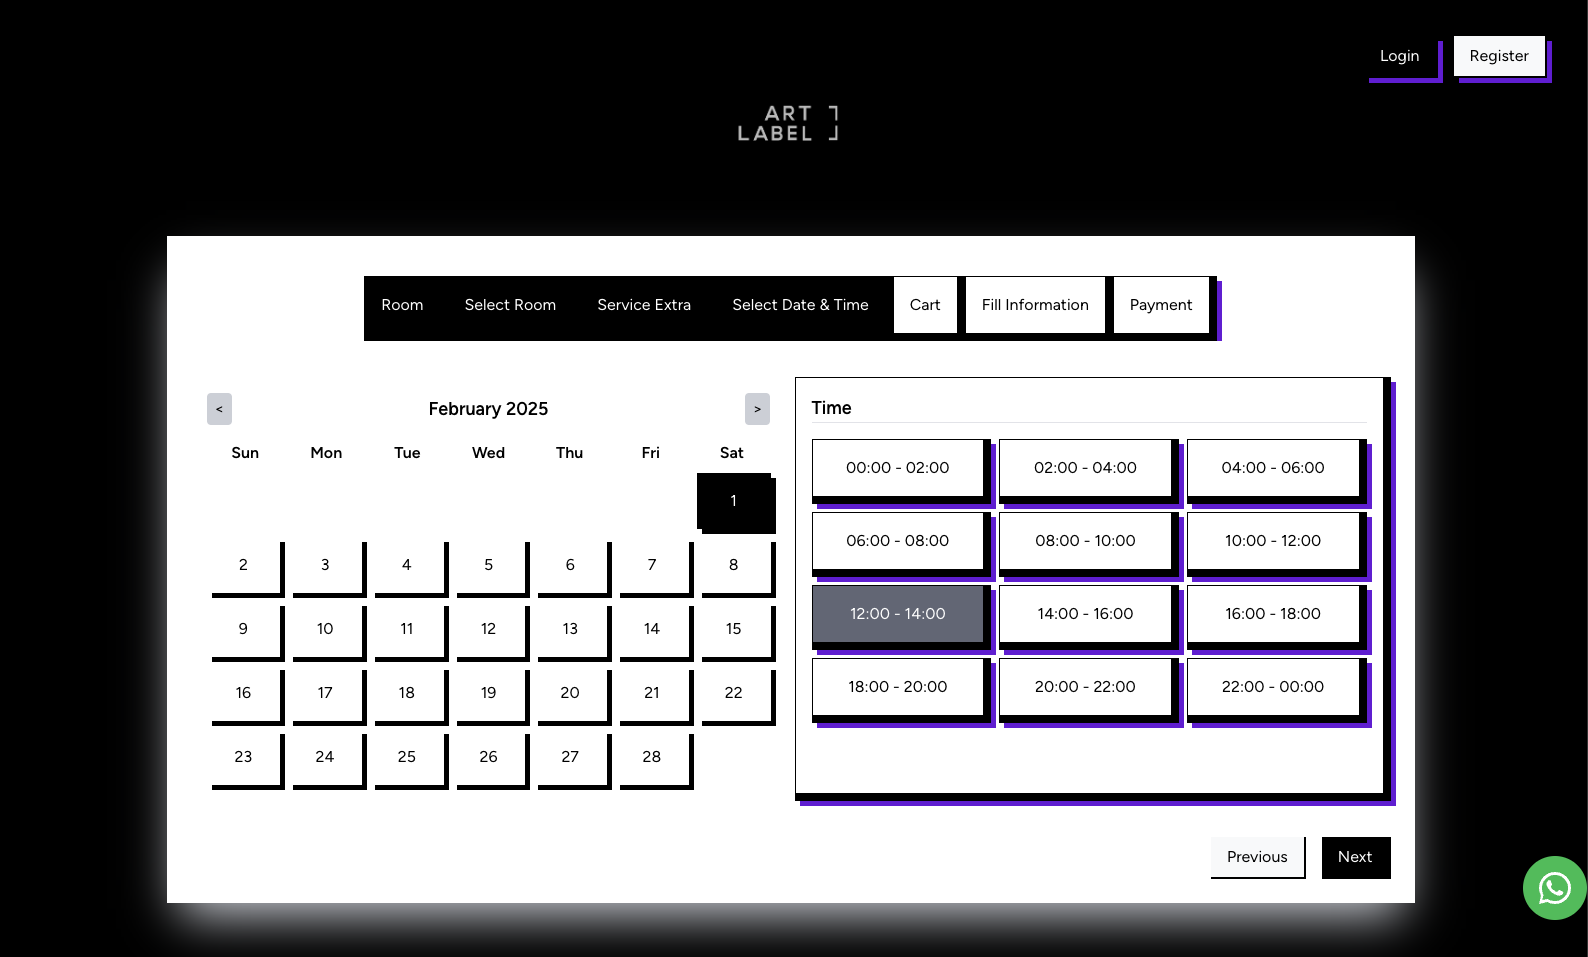 Login Register
ART
LABEL
Room Select Room Service Extra Select Date & Time Cart Fill Information Payment
< February 2025 >
Sun Mon Tue Wed Thu Fri Sat
1
2 3 4 5 6 7 8
9 10 11 12 13 14 15
16 17 18 19 20 21 22
23 24 25 26 27 28
Time
00:00 - 02:00 02:00 - 04:00 04:00 - 06:00
06:00 - 08:00 08:00 - 10:00 10:00 - 12:00
12:00 - 14:00 14:00 - 16:00 16:00 - 18:00
18:00 - 20:00 20:00 - 22:00 22:00 - 00:00
Previous Next